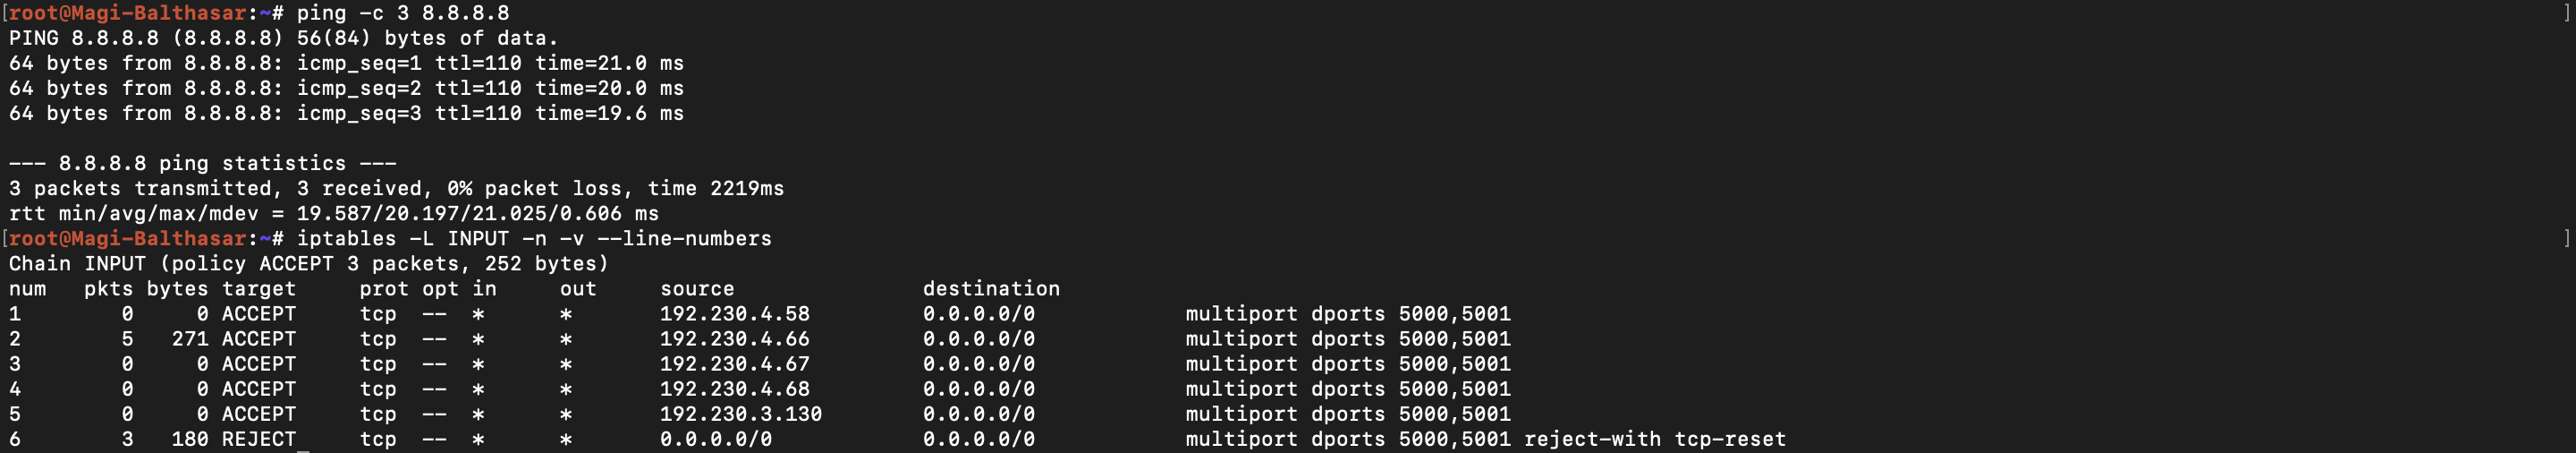 [root@Magi-Balthasar:~# ping -c 3 8.8.8.8 ]
PING 8.8.8.8 (8.8.8.8) 56(84) bytes of data.
64 bytes from 8.8.8.8: icmp_seq=1 ttl=110 time=21.0 ms
64 bytes from 8.8.8.8: icmp_seq=2 ttl=110 time=20.0 ms
64 bytes from 8.8.8.8: icmp_seq=3 ttl=110 time=19.6 ms

--- 8.8.8.8 ping statistics ---
3 packets transmitted, 3 received, 0% packet loss, time 2219ms
rtt min/avg/max/mdev = 19.587/20.197/21.025/0.606 ms
[root@Magi-Balthasar:~# iptables -L INPUT -n -v --line-numbers ]
Chain INPUT (policy ACCEPT 3 packets, 252 bytes)
num   pkts bytes target     prot opt in     out     source               destination
1        0     0 ACCEPT     tcp  --  *      *       192.230.4.58         0.0.0.0/0            multiport dports 5000,5001
2        5   271 ACCEPT     tcp  --  *      *       192.230.4.66         0.0.0.0/0            multiport dports 5000,5001
3        0     0 ACCEPT     tcp  --  *      *       192.230.4.67         0.0.0.0/0            multiport dports 5000,5001
4        0     0 ACCEPT     tcp  --  *      *       192.230.4.68         0.0.0.0/0            multiport dports 5000,5001
5        0     0 ACCEPT     tcp  --  *      *       192.230.3.130        0.0.0.0/0            multiport dports 5000,5001
6        3   180 REJECT     tcp  --  *      *       0.0.0.0/0            0.0.0.0/0            multiport dports 5000,5001 reject-with tcp-reset